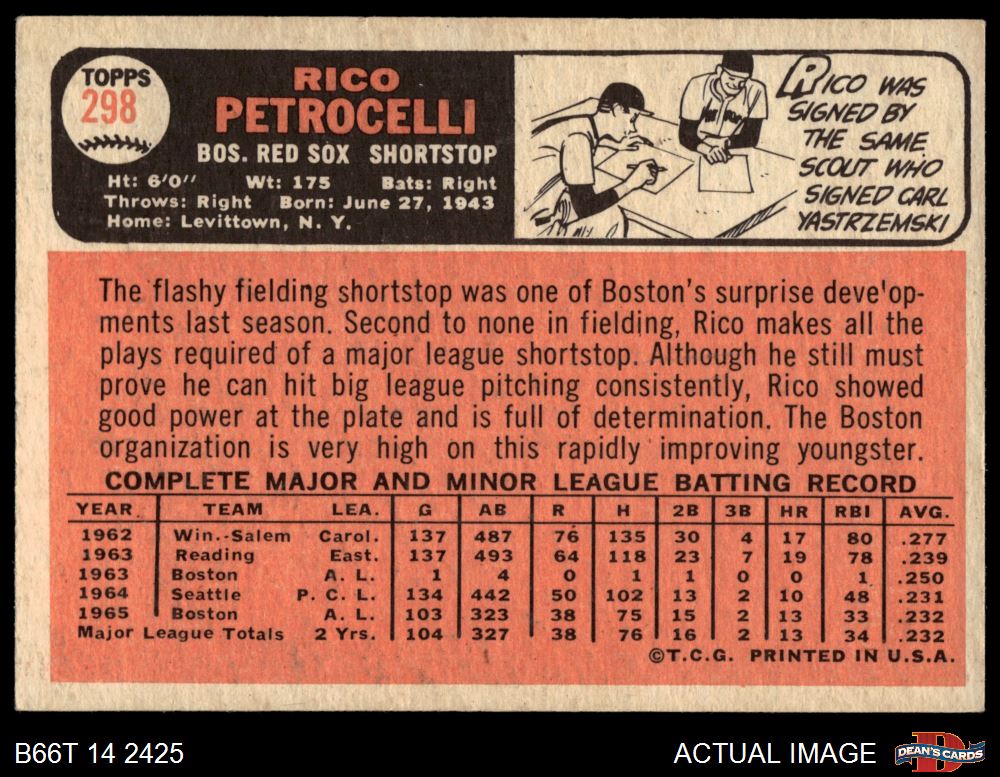 TOPPS
298
RICO
PETROCELLI
BOS. RED SOX SHORTSTOP
Ht: 6'0" Wt: 175 Bats: Right
Throws: Right Born: June 27, 1943
Home: Levittown, N. Y.
RICO WAS
SIGNED BY
THE SAME
SCOUT WHO
SIGNED CARL
YASTRZEMSKI
The flashy fielding shortstop was one of Boston's surprise deve'op-
ments last season. Second to none in fielding, Rico makes all the
plays required of a major league shortstop. Although he still must
prove he can hit big league pitching consistently, Rico showed
good power at the plate and is full of determination. The Boston
organization is very high on this rapidly improving youngster.
COMPLETE MAJOR AND MINOR LEAGUE BATTING RECORD
YEAR TEAM LEA. G AB R H 2B 3B HR RBI AVG.
1962 Win.-Salem Carol. 137 487 76 135 30 4 17 80 .277
1963 Reading East. 137 493 64 118 23 7 19 78 .239
1963 Boston A. L. 1 4 0 1 1 0 0 1 .250
1964 Seattle P. C. L. 134 442 50 102 13 2 10 48 .231
1965 Boston A. L. 103 323 38 75 15 2 13 33 .232
Major League Totals 2 Yrs. 104 327 38 76 16 2 13 34 .232
©T.C.G. PRINTED IN U.S.A.
B66T 14 2425
ACTUAL IMAGE
DEAN'S CARDS